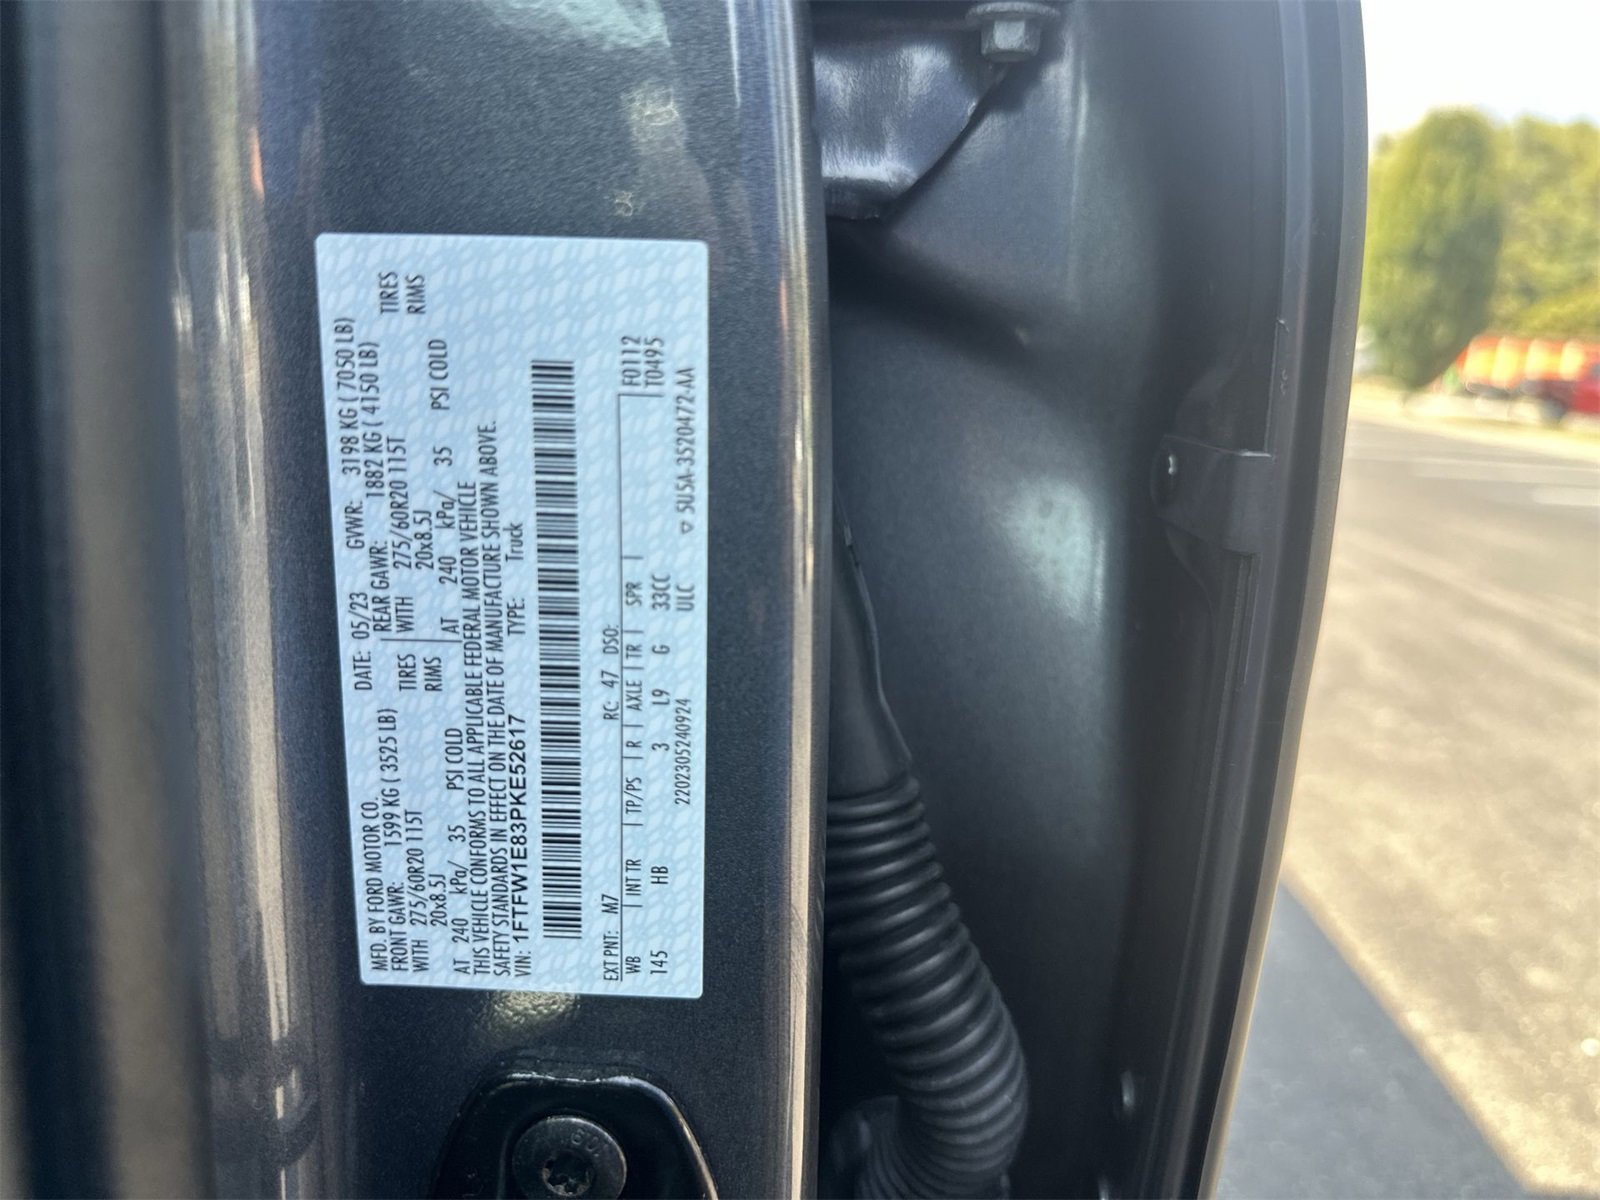 MFD. BY FORD MOTOR CO. DATE: 05/23 GVWR: 3198 KG ( 7050 LB)
FRONT GAWR: 1599 KG ( 3525 LB) REAR GAWR: 1882 KG ( 4150 LB)
WITH 275/60R20 115T TIRES WITH 275/60R20 115T TIRES
20x8.5J RIMS 20x8.5J RIMS
AT 240 kPa/ 35 PSI COLD AT 240 kPa/ 35 PSI COLD
THIS VEHICLE CONFORMS TO ALL APPLICABLE FEDERAL MOTOR VEHICLE
SAFETY STANDARDS IN EFFECT ON THE DATE OF MANUFACTURE SHOWN ABOVE.
VIN: 1FTFW1E83PKE52617 TYPE: Truck
EXT PNT: M7 RC: 47 DSO: F0112
WB | INT TR | TP/PS | R | AXLE | TR | SPR | T0495
145 HB 3 L9 G 33CC
220230524​0924 ULC ▽ 5U5A-3520472-AA